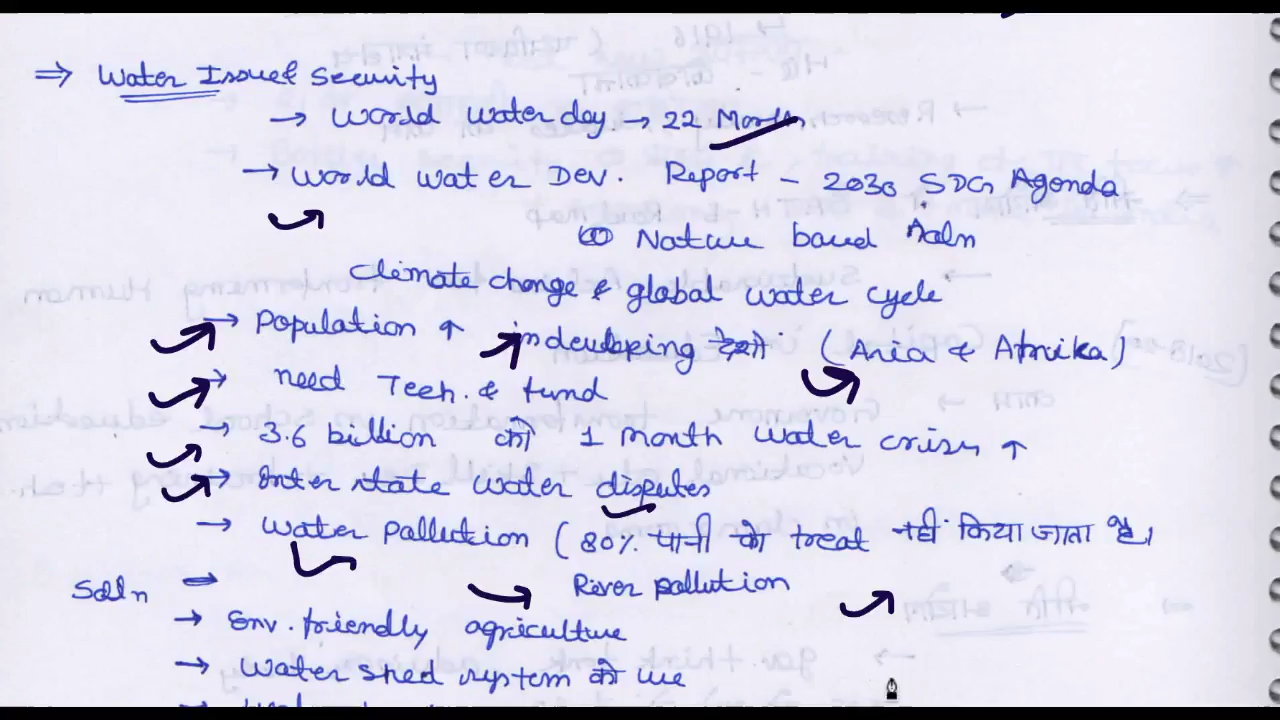 ⇒ Water Issue & Security
→ World water day → 22 March
→ World water Dev. Report - 2030 SDG Agenda
Nature based soln
climate change & global water cycle
→ Population ↑ in developing देशों (Asia & Africa)
→ need Tech. & fund
→ 3.6 billion को 1 month water crises ↑
→ Inter state water disputes
→ water pollution (80% पानी को treat नहीं किया जाता है।
River pollution
Soln ⇒
→ Env. friendly agriculture
→ Water shed system को use